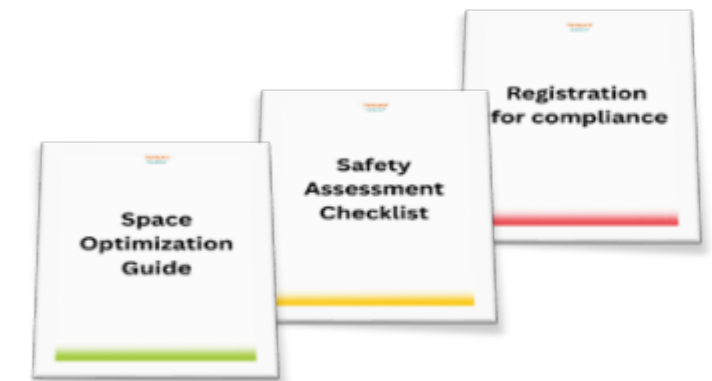 Space
Optimization
Guide
Safety
Assessment
Checklist
Registration
for compliance